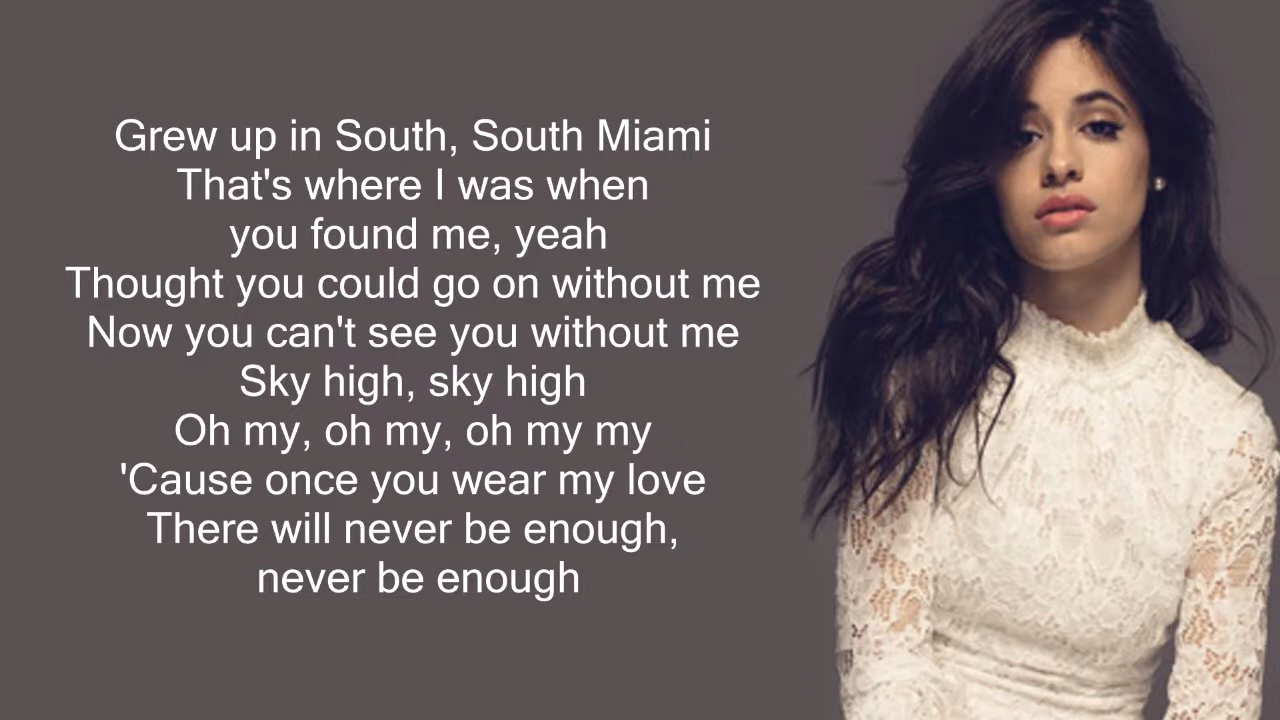 Grew up in South, South Miami
That's where I was when
you found me, yeah
Thought you could go on without me
Now you can't see you without me
Sky high, sky high
Oh my, oh my, oh my my
'Cause once you wear my love
There will never be enough,
never be enough